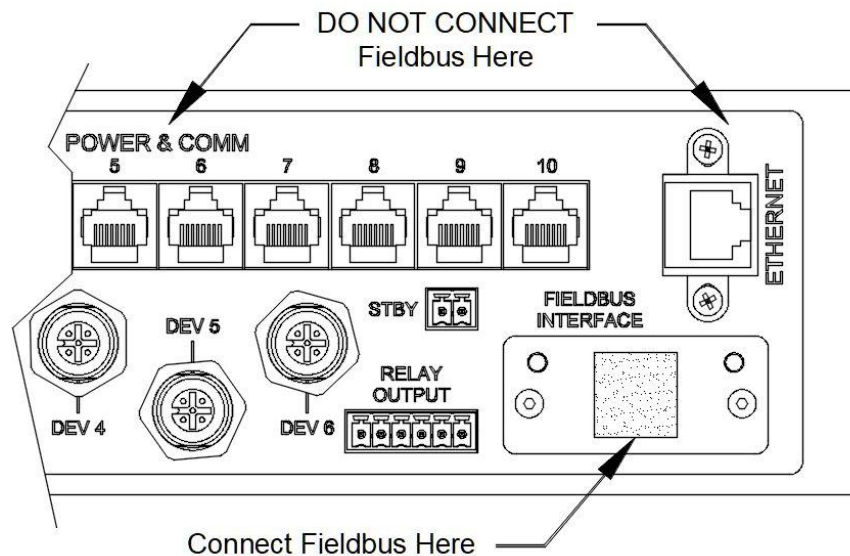 DO NOT CONNECT
Fieldbus Here
POWER & COMM
5 6 7 8 9 10
ETHERNET
STBY
FIELDBUS
INTERFACE
DEV 5
RELAY
OUTPUT
DEV 4
DEV 6
Connect Fieldbus Here